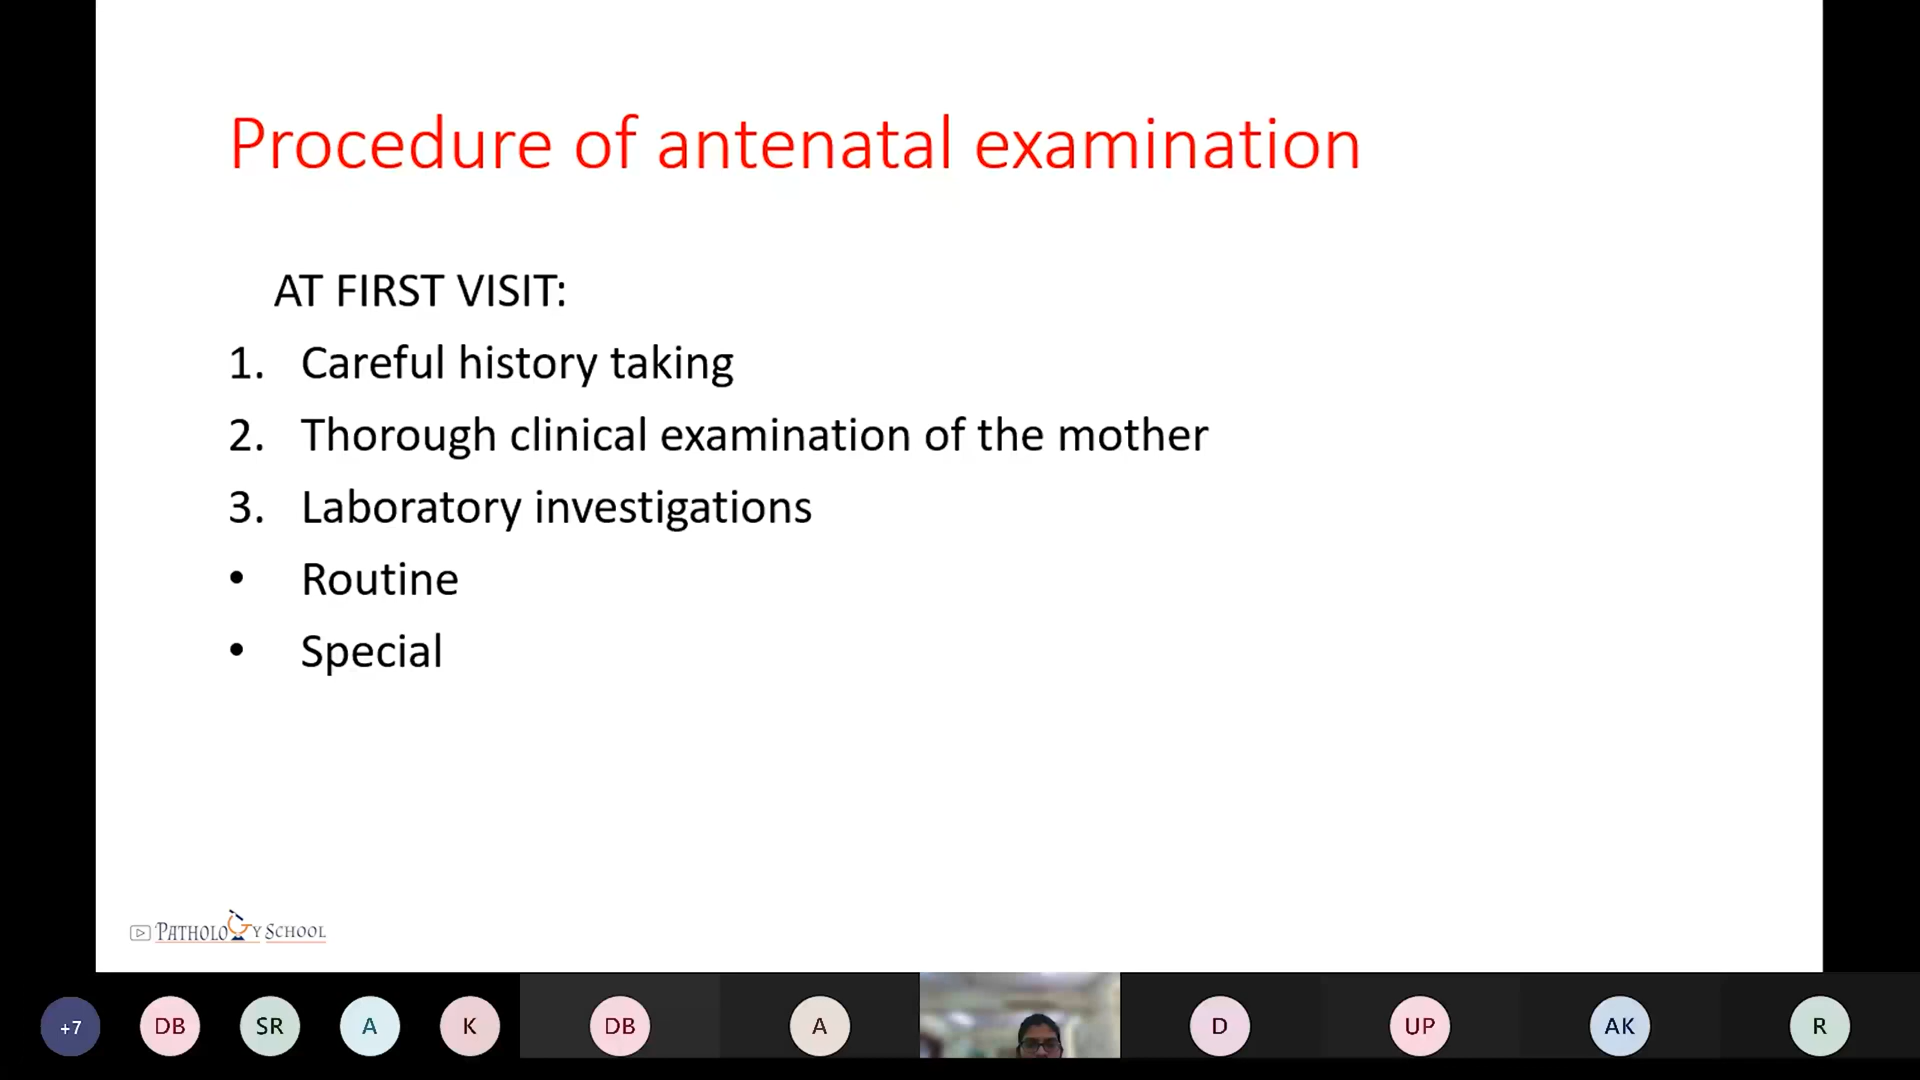 Procedure of antenatal examination
AT FIRST VISIT:
1. Careful history taking
2. Thorough clinical examination of the mother
3. Laboratory investigations
• Routine
• Special
PATHOLOGY SCHOOL
+7 DB SR A K DB A D UP AK R